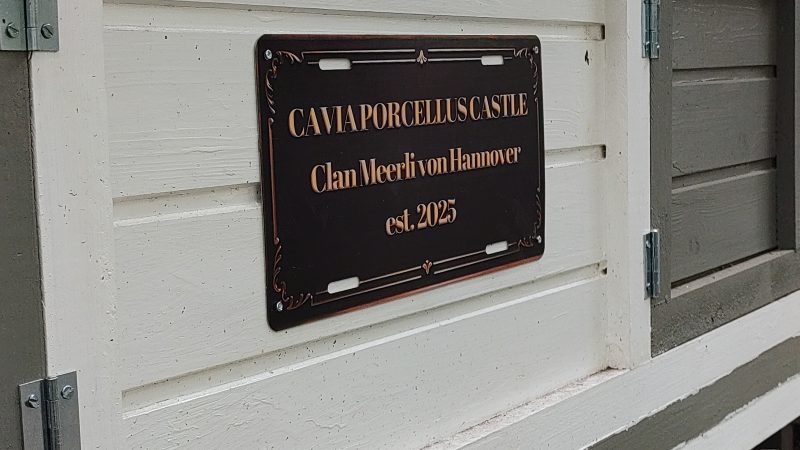 CAVIA PORCELLUS CASTLE
Clan Meerli von Hannover
est. 2025